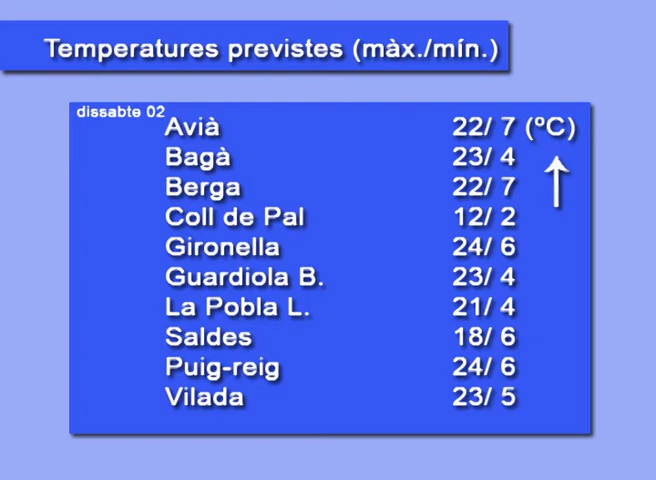 Temperatures previstes (màx./mín.)
dissabte 02
Avià 22/ 7 (ºC)
Bagà 23/ 4
Berga 22/ 7
Coll de Pal 12/ 2
Gironella 24/ 6
Guardiola B. 23/ 4
La Pobla L. 21/ 4
Saldes 18/ 6
Puig-reig 24/ 6
Vilada 23/ 5